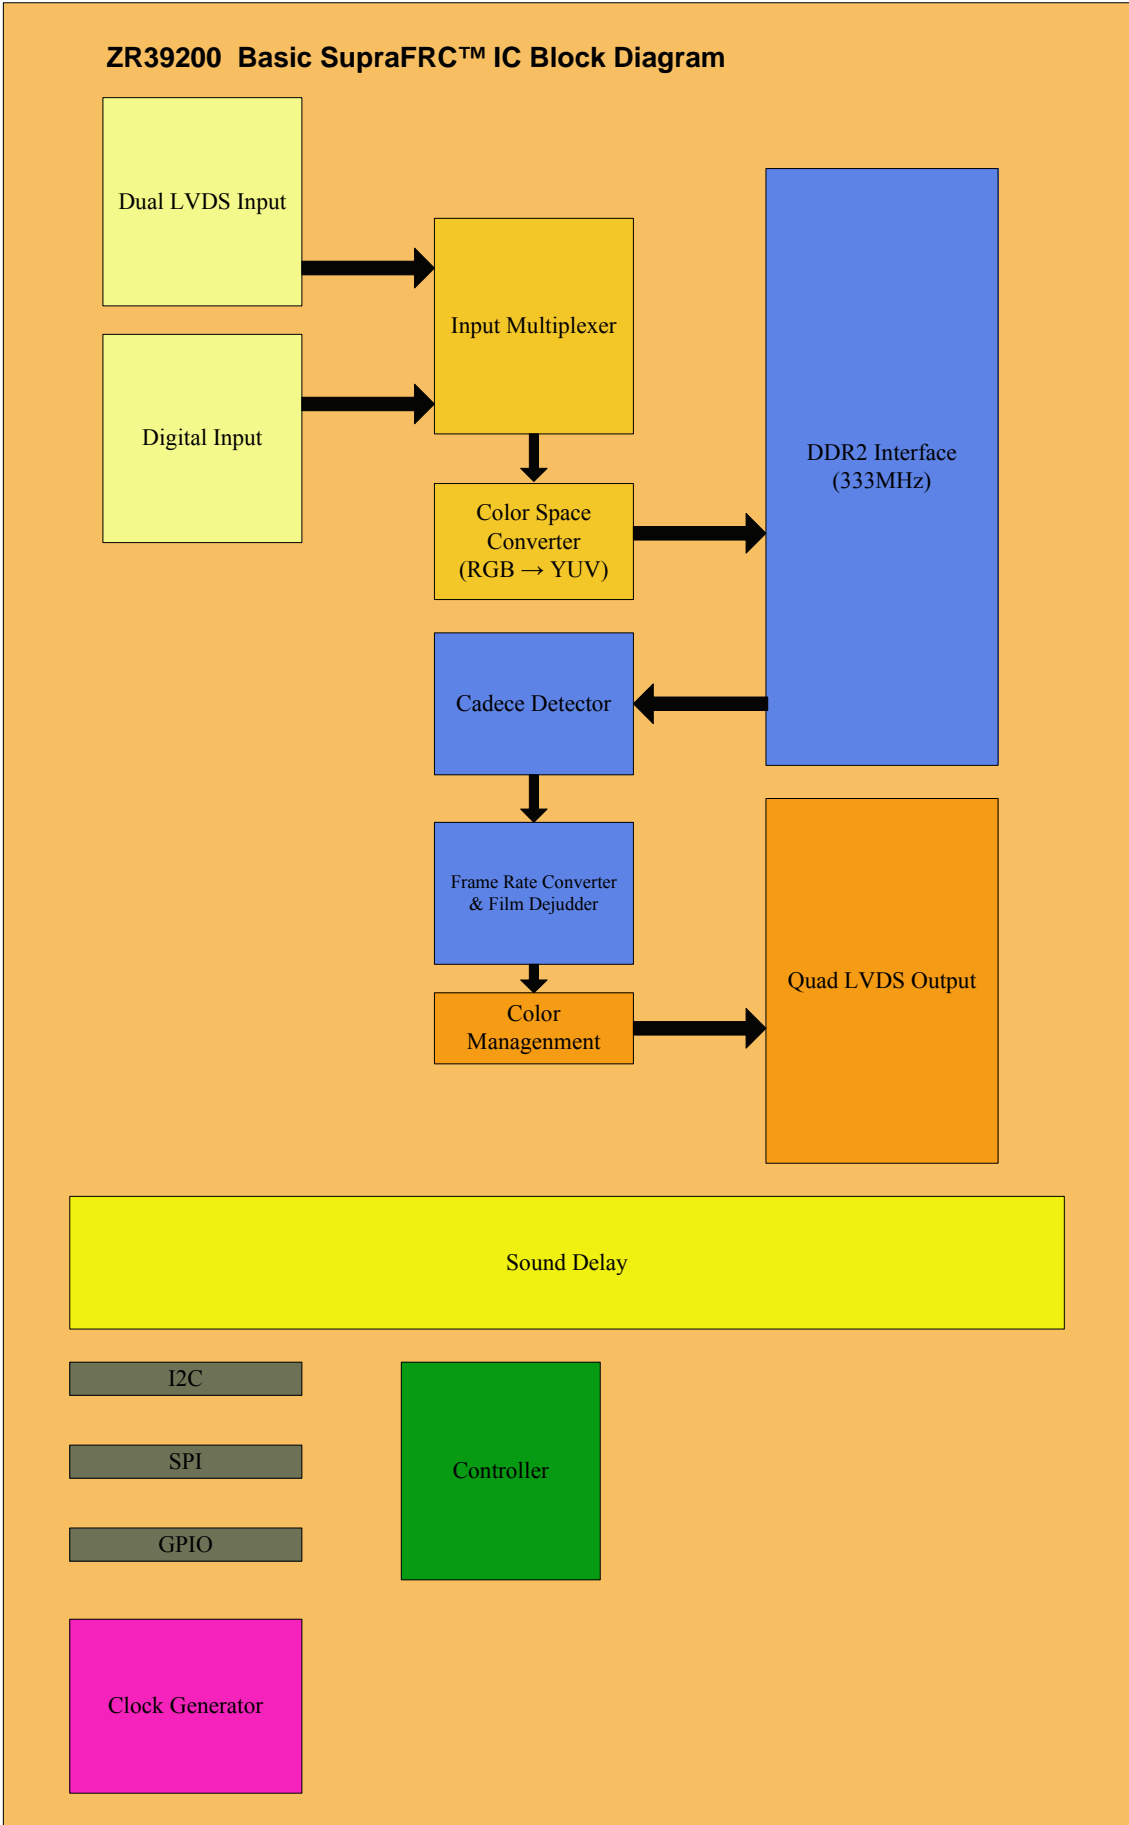 ZR39200 Basic SupraFRC™ IC Block Diagram
Dual LVDS Input
Input Multiplexer
Digital Input
DDR2 Interface
(333MHz)
Color Space
Converter
(RGB → YUV)
Cadece Detector
Frame Rate Converter
& Film Dejudder
Quad LVDS Output
Color
Managenment
Sound Delay
I2C
SPI
GPIO
Controller
Clock Generator